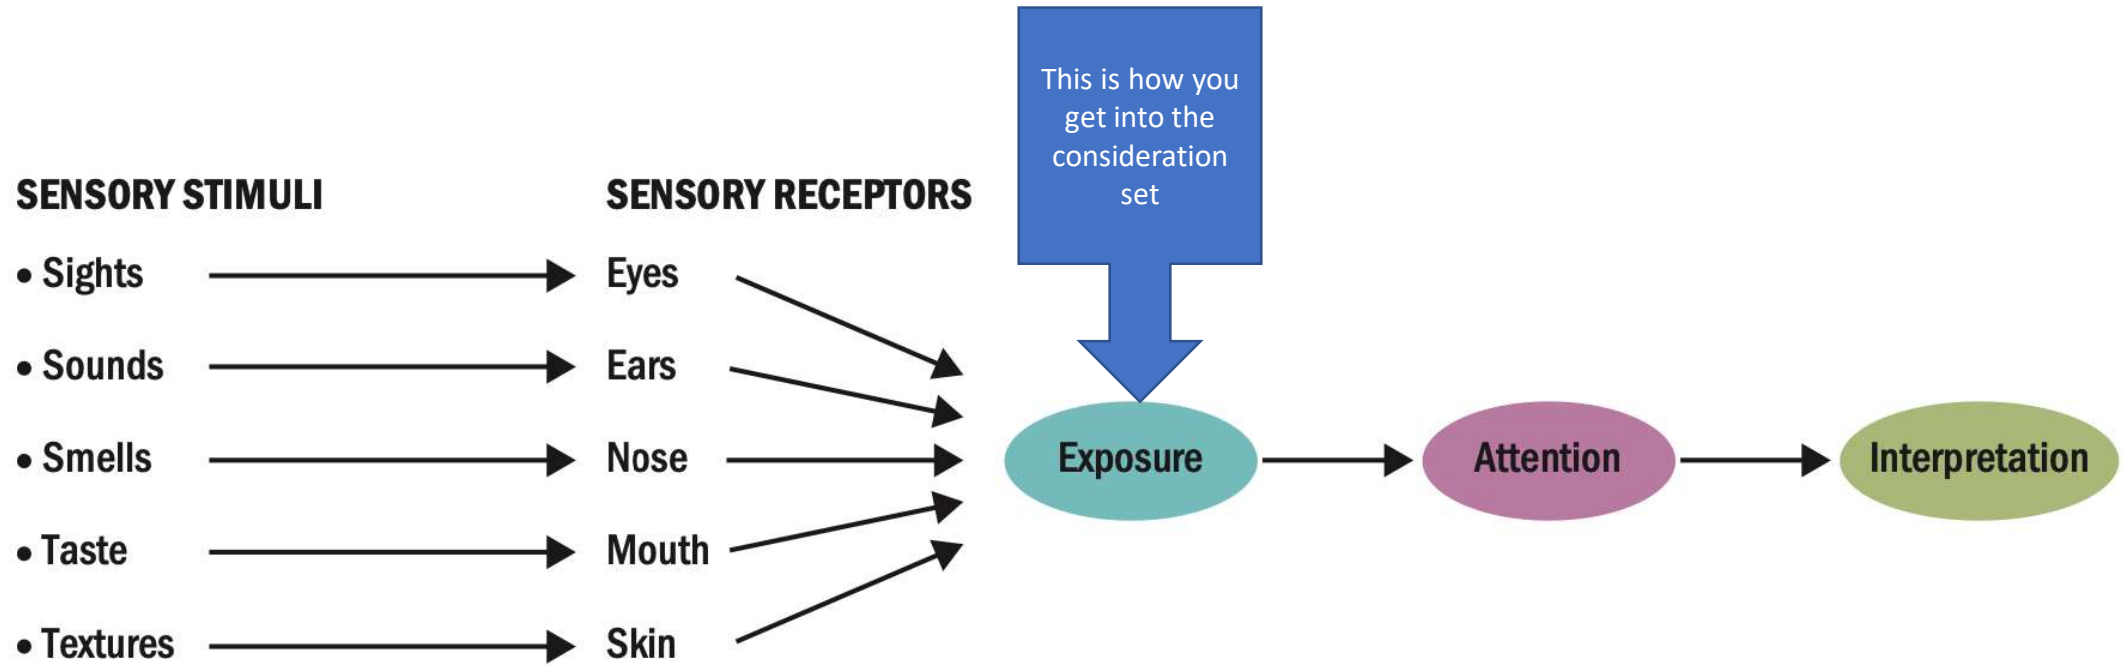 This is how you
get into the
consideration
set
SENSORY STIMULI
SENSORY RECEPTORS
• Sights
Eyes
• Sounds
Ears
• Smells
Nose
• Taste
Mouth
• Textures
Skin
Exposure
Attention
Interpretation